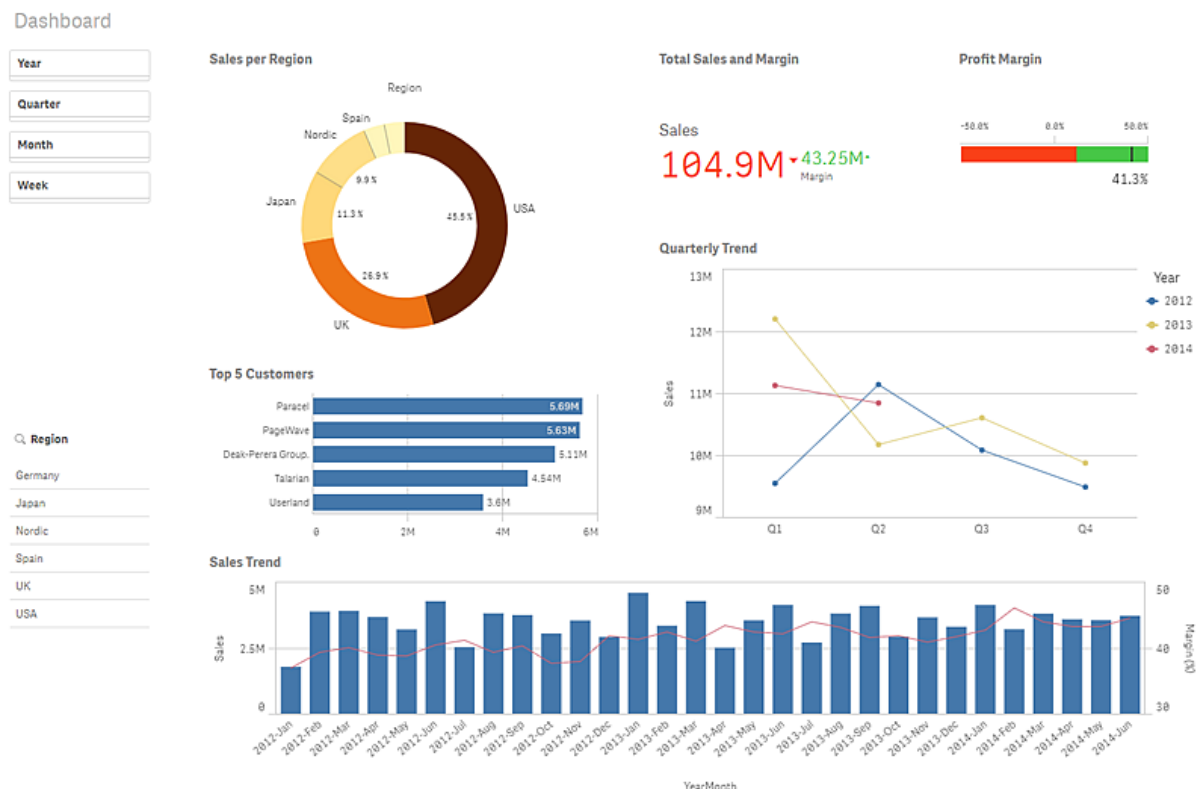 Dashboard
Year
Quarter
Month
Week
Region
Germany
Japan
Nordic
Spain
UK
USA
Sales per Region
Region
Spain
Nordic
Japan
USA
UK
9.9%
11.3%
45.5%
26.9%
Total Sales and Margin
Sales
104.9M
43.25M
Margin
Profit Margin
-50.0% 0.0% 50.0%
41.3%
Top 5 Customers
Paracel 5.69M
PageWave 5.63M
Deak-Perera Group. 5.11M
Talarian 4.54M
Userland 3.6M
0 2M 4M 6M
Quarterly Trend
13M
12M
11M
10M
9M
Sales
Q1 Q2 Q3 Q4
Year
2012
2013
2014
Sales Trend
5M
2.5M
0
Sales
50
40
30
Margin (%)
2012-Jan 2012-Feb 2012-Mar 2012-Apr 2012-May 2012-Jun 2012-Jul 2012-Aug 2012-Sep 2012-Oct 2012-Nov 2012-Dec 2013-Jan 2013-Feb 2013-Mar 2013-Apr 2013-May 2013-Jun 2013-Jul 2013-Aug 2013-Sep 2013-Oct 2013-Nov 2013-Dec 2014-Jan 2014-Feb 2014-Mar 2014-Apr 2014-May 2014-Jun
YearMonth